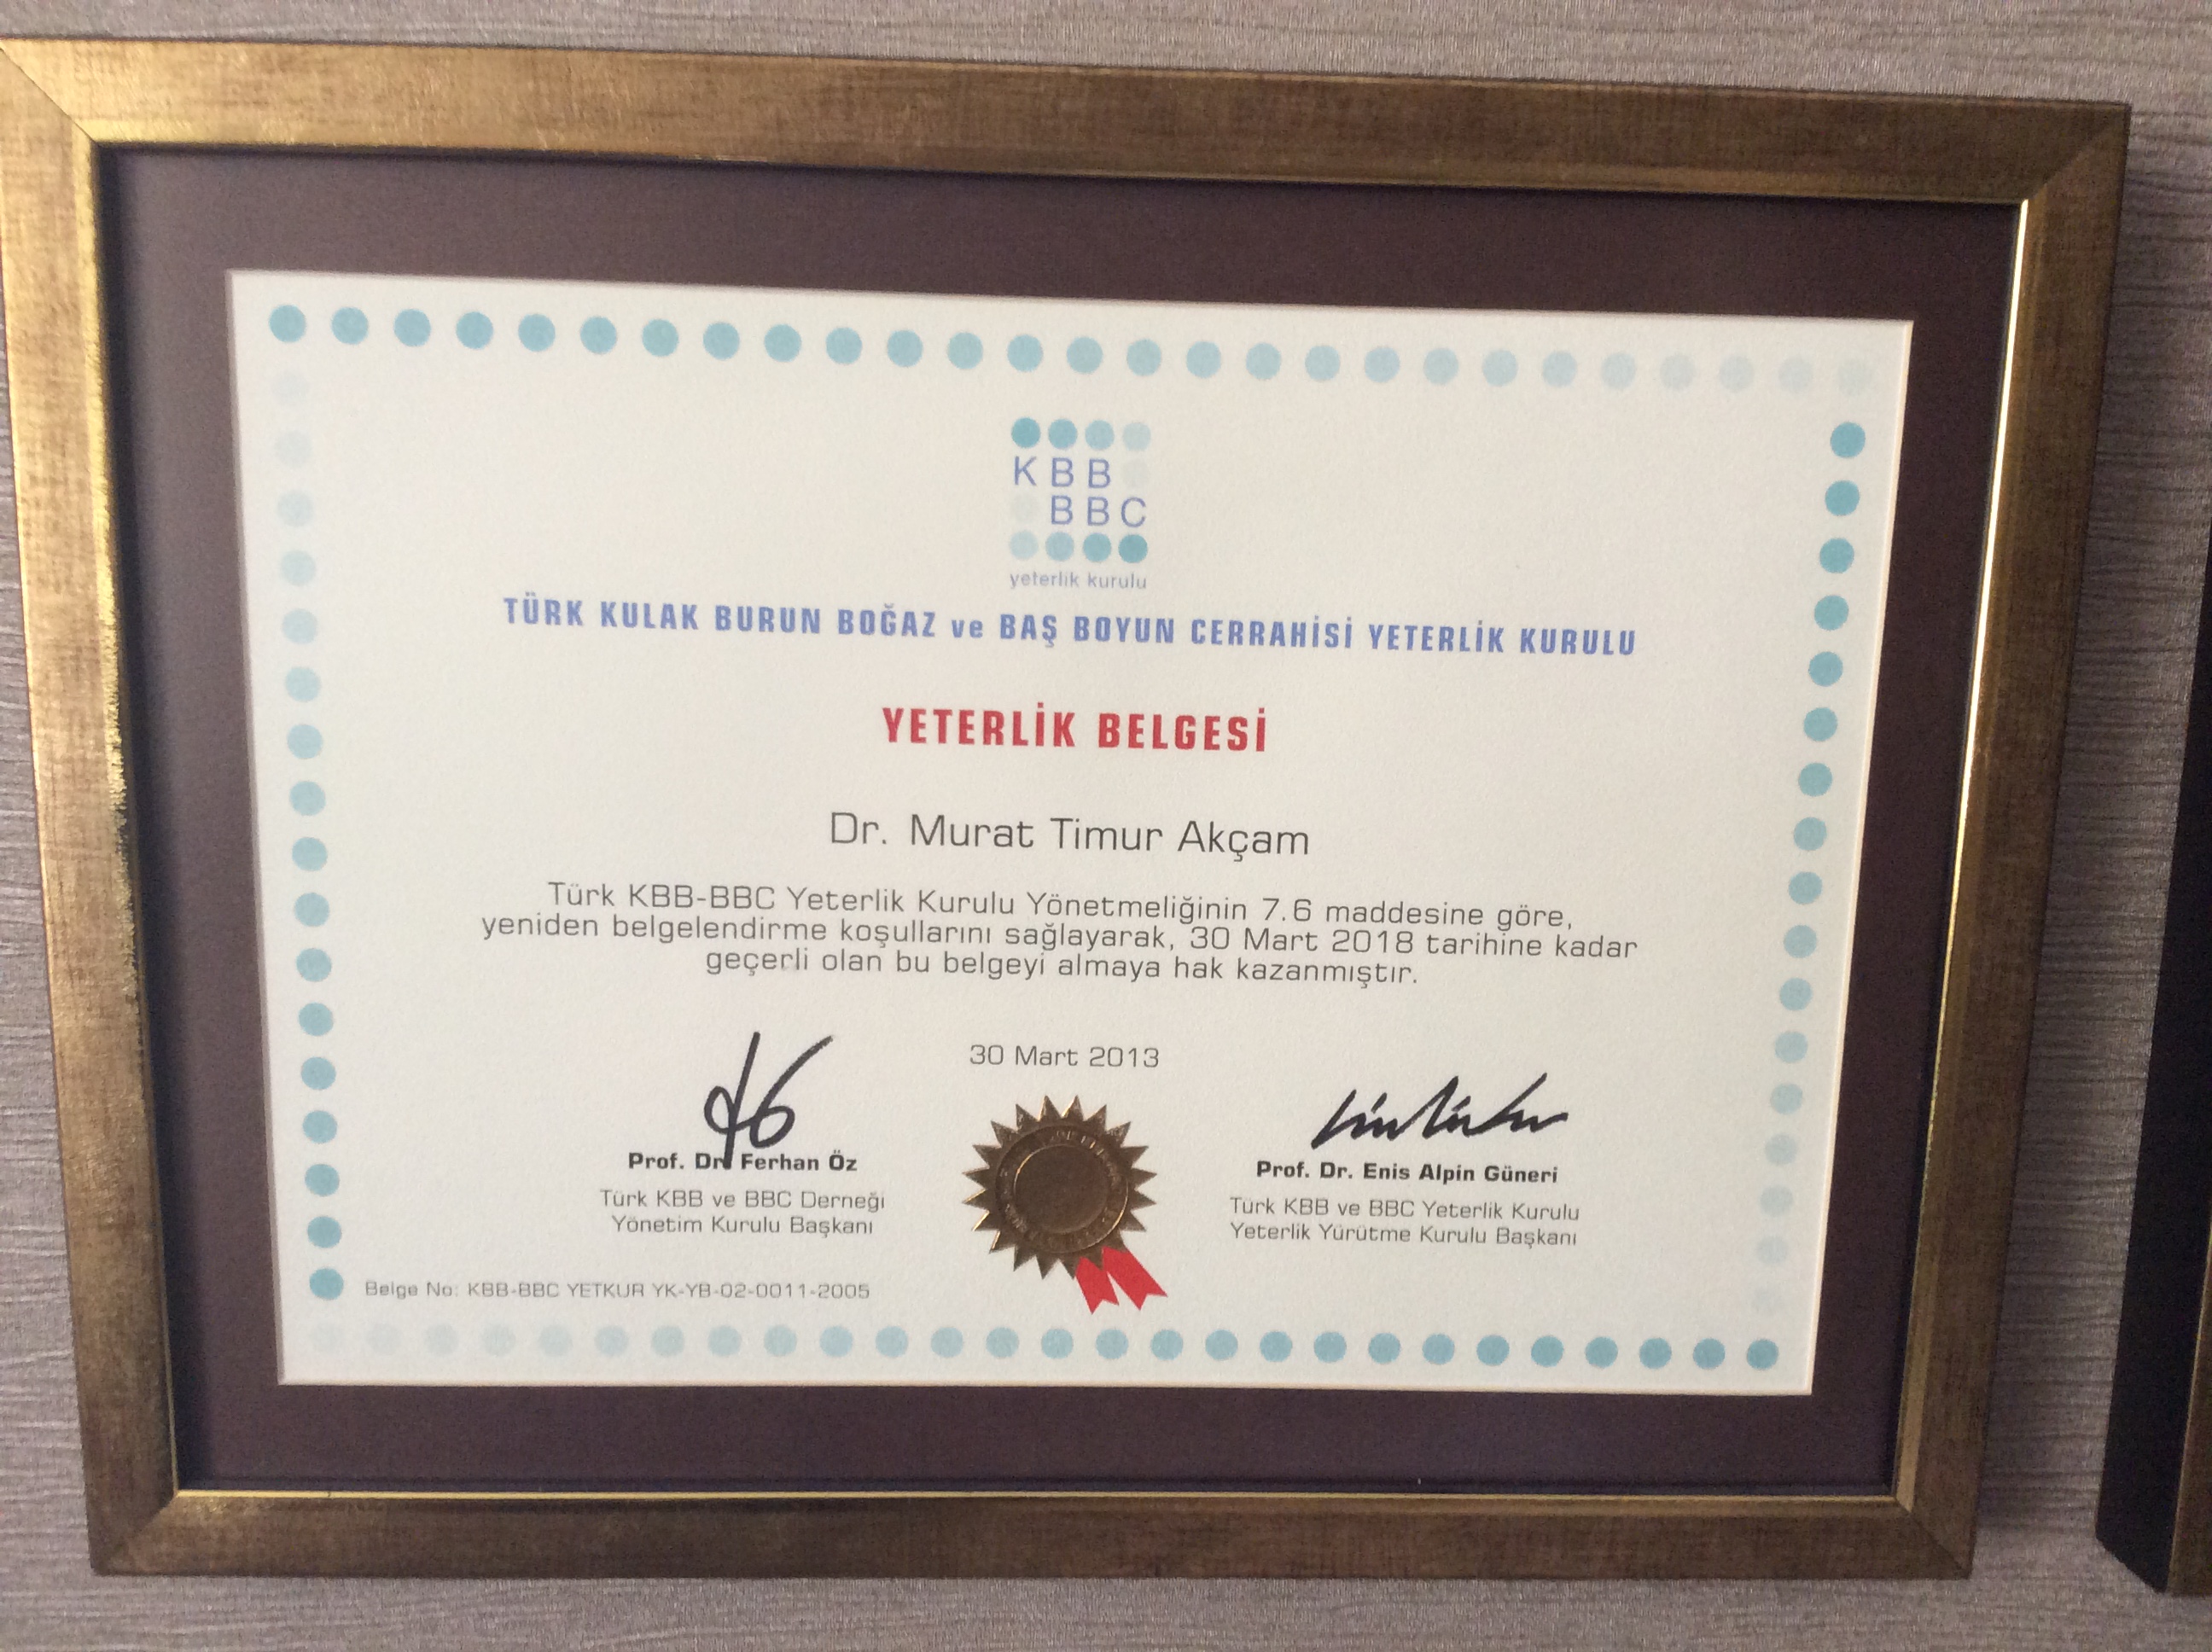 KBB
BBC
yeterlik kurulu
TÜRK KULAK BURUN BOĞAZ ve BAŞ BOYUN CERRAHİSİ YETERLİK KURULU
YETERLİK BELGESİ
Dr. Murat Timur Akçam
Türk KBB-BBC Yeterlik Kurulu Yönetmeliğinin 7.6 maddesine göre,
yeniden belgelendirme koşullarını sağlayarak, 30 Mart 2018 tarihine kadar
geçerli olan bu belgeyi almaya hak kazanmıştır.
30 Mart 2013
Prof. Dr. Ferhan Öz
Türk KBB ve BBC Derneği
Yönetim Kurulu Başkanı
Prof. Dr. Enis Alpin Güneri
Türk KBB ve BBC Yeterlik Kurulu
Yeterlik Yürütme Kurulu Başkanı
Belge No: KBB-BBC YETKUR YK-YB-02-0011-2005